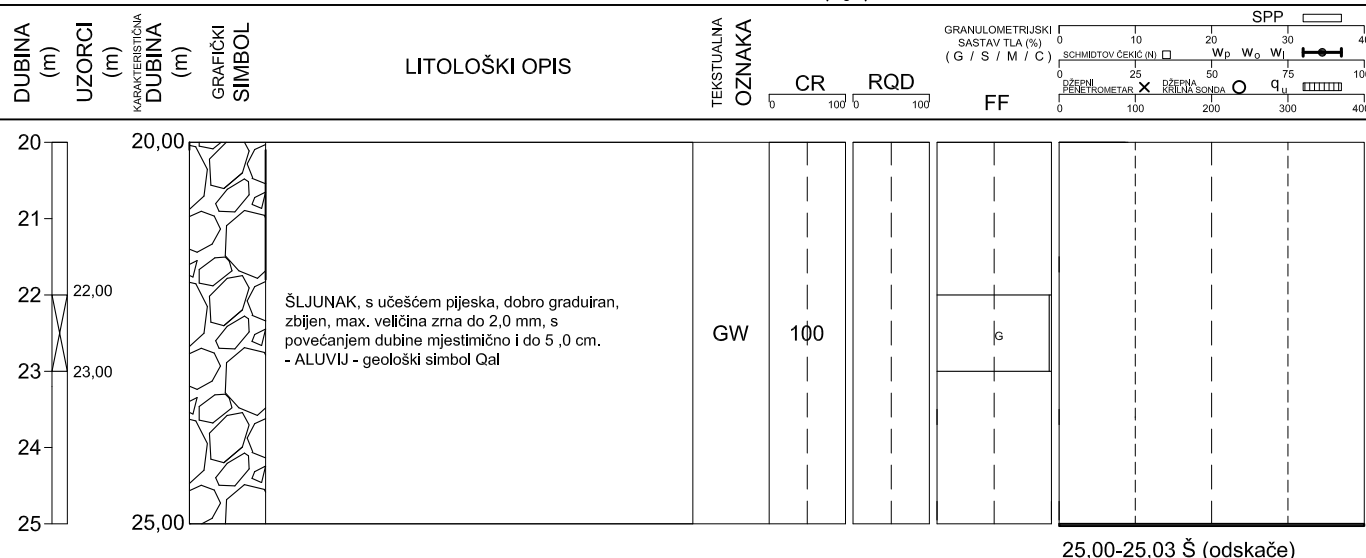 DUBINA
(m)
UZORCI
(m)
KARAKTERISTIČNA
DUBINA
(m)
GRAFIČKI
SIMBOL
LITOLOŠKI OPIS
TEKSTUALNA
OZNAKA
CR
0 100
RQD
0 100
GRANULOMETRIJSKI
SASTAV TLA (%)
( G / S / M / C )
FF
SPP
0 10 20 30 40
SCHMIDTOV ČEKIĆ (N) Wp Wo Wl
0 25 50 75 100
DŽEPNI
PENETROMETAR
DŽEPNA
KRILNA SONDA
qu
0 100 200 300 400
20
20,00
21
22
22,00
ŠLJUNAK, s učešćem pijeska, dobro graduiran,
zbijen, max. veličina zrna do 2,0 mm, s
povećanjem dubine mjestimično i do 5 ,0 cm.
- ALUVIJ - geološki simbol Qal
GW
100
G
23
23,00
24
25
25,00
25,00-25,03 Š (odskače)